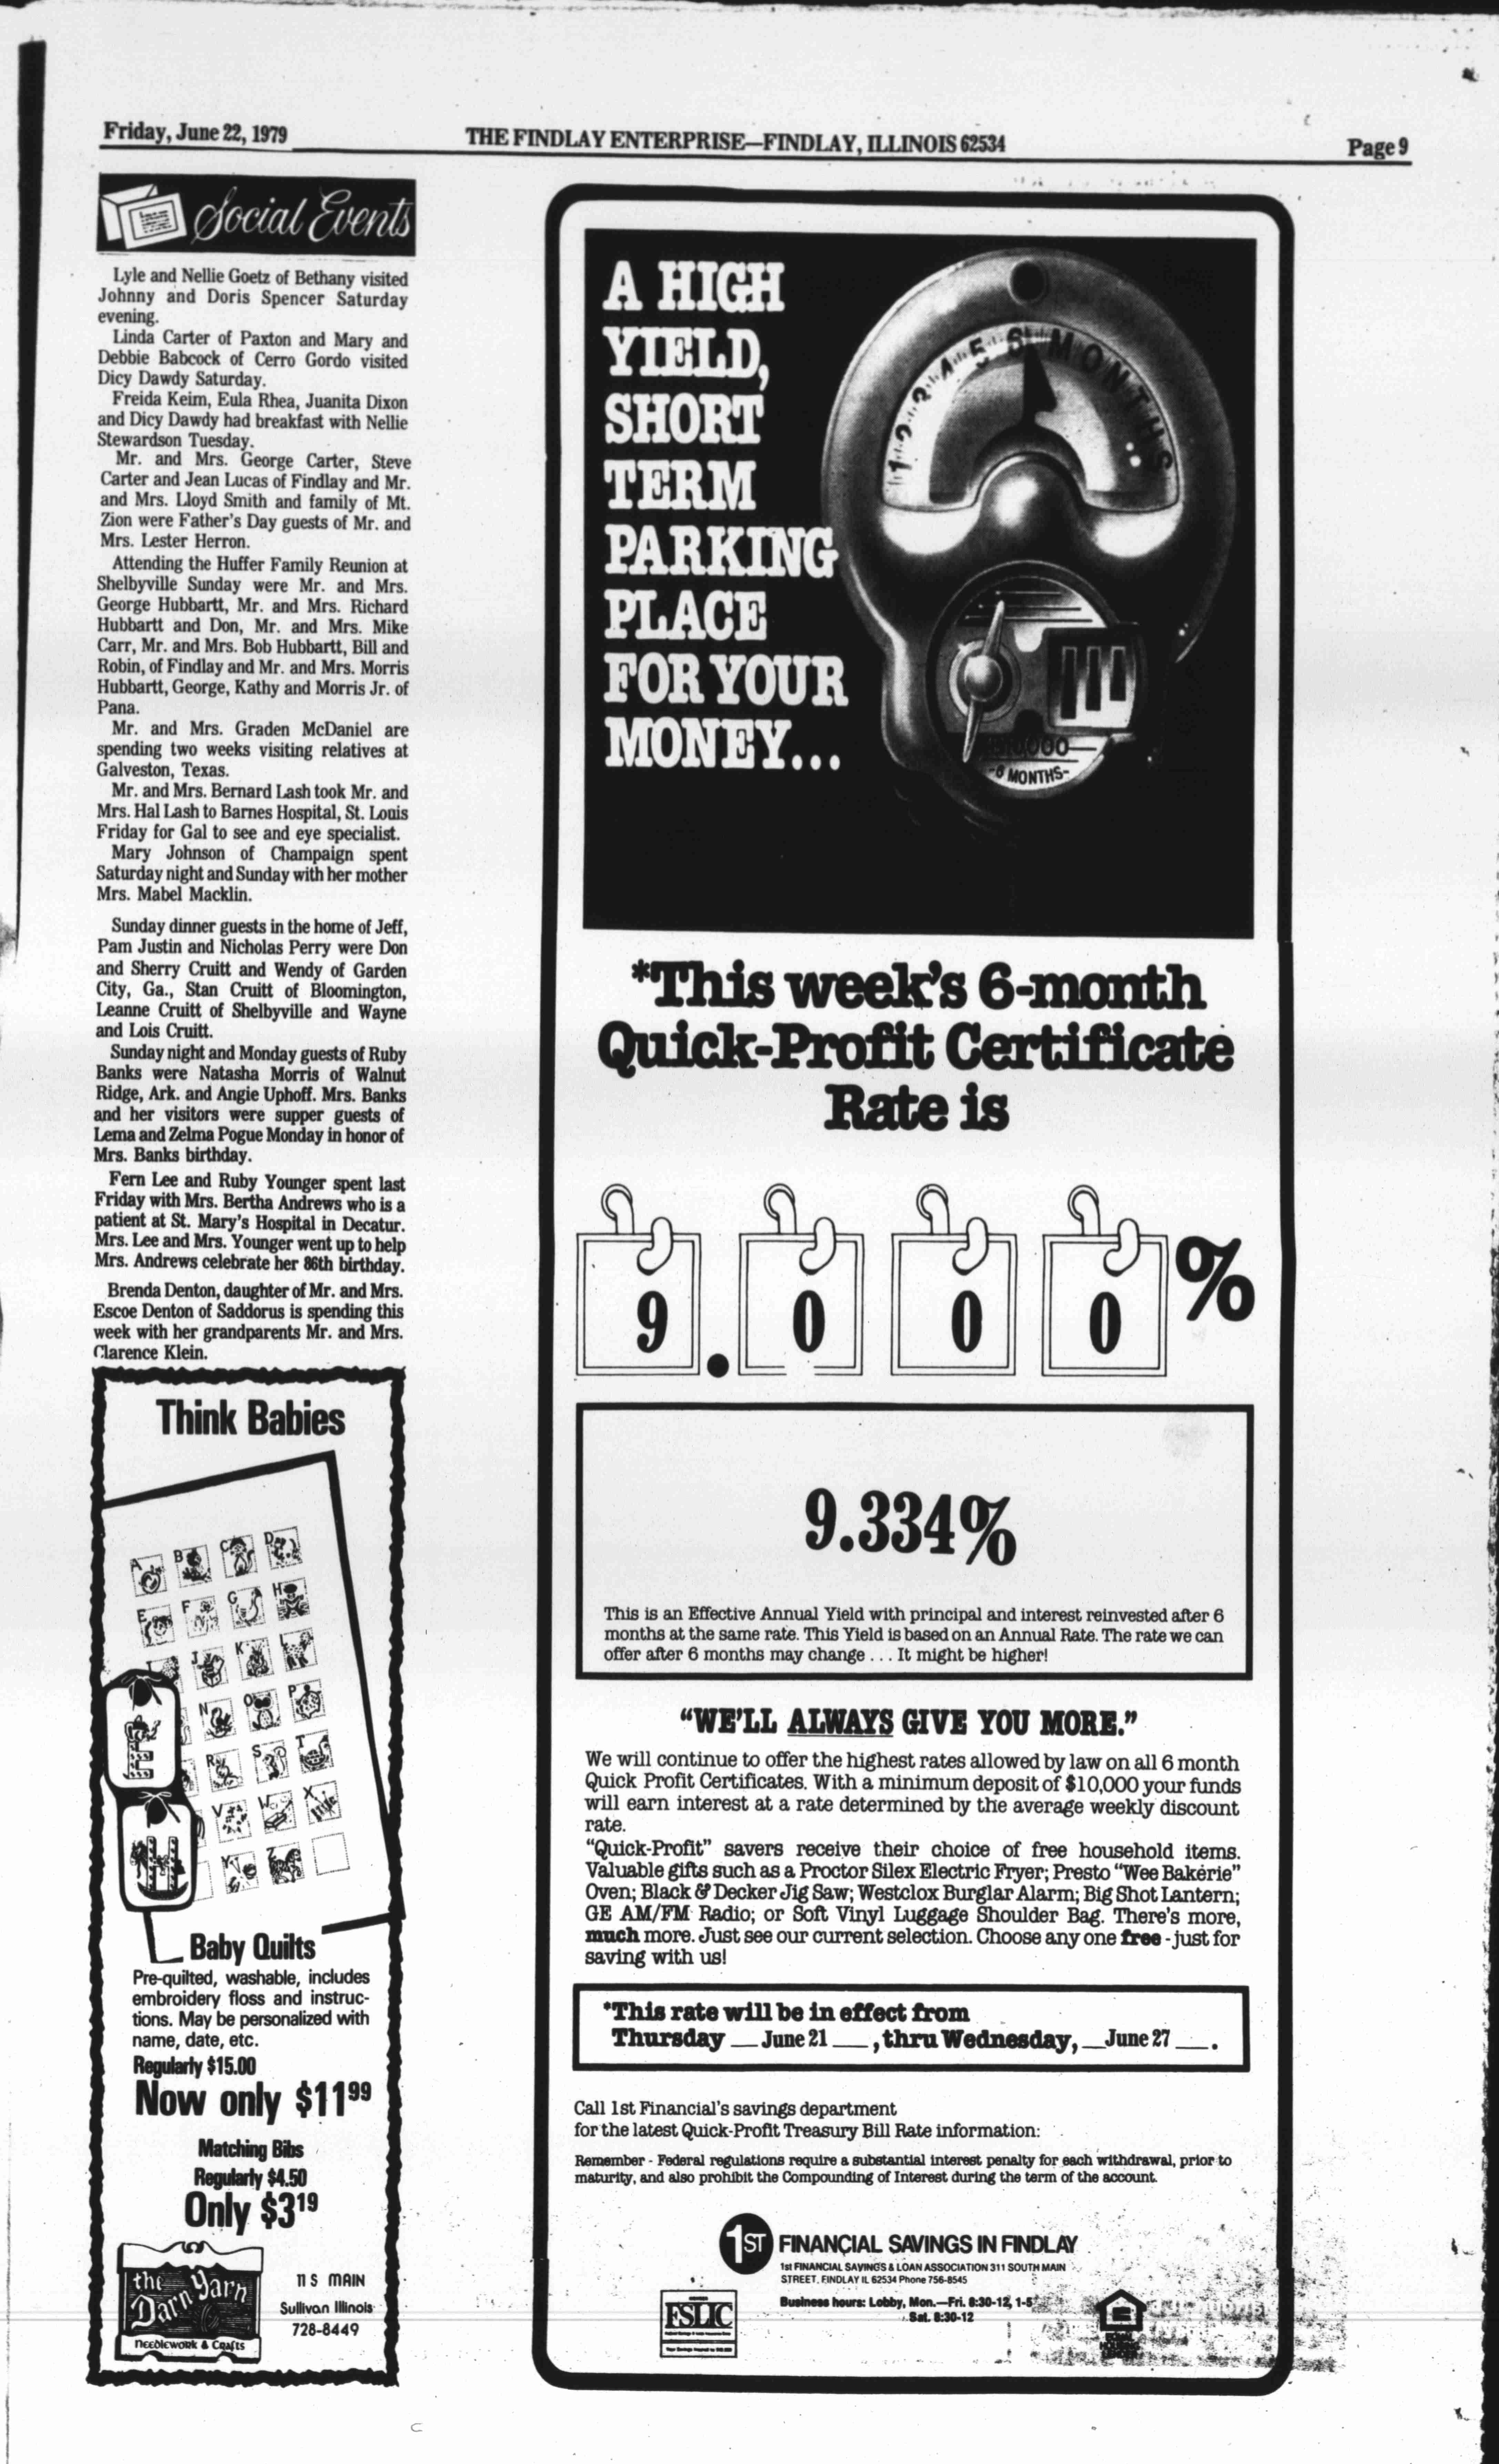 Friday, June 22, 1979
THE FINDLAY ENTERPRISE—FINDLAY, ILLINOIS 62534
Page 9
Social Events
Lyle and Nellie Goetz of Bethany visited
Johnny and Doris Spencer Saturday
evening.
Linda Carter of Paxton and Mary and
Debbie Babcock of Cerro Gordo visited
Dicy Dawdy Saturday.
Freida Keim, Eula Rhea, Juanita Dixon
and Dicy Dawdy had breakfast with Nellie
Stewardson Tuesday.
Mr. and Mrs. George Carter, Steve
Carter and Jean Lucas of Findlay and Mr.
and Mrs. Lloyd Smith and family of Mt.
Zion were Father's Day guests of Mr. and
Mrs. Lester Herron.
Attending the Huffer Family Reunion at
Shelbyville Sunday were Mr. and Mrs.
George Hubbartt, Mr. and Mrs. Richard
Hubbartt and Don, Mr. and Mrs. Mike
Carr, Mr. and Mrs. Bob Hubbartt, Bill and
Robin, of Findlay and Mr. and Mrs. Morris
Hubbartt, George, Kathy and Morris Jr. of
Pana.
Mr. and Mrs. Graden McDaniel are
spending two weeks visiting relatives at
Galveston, Texas.
Mr. and Mrs. Bernard Lash took Mr. and
Mrs. Hal Lash to Barnes Hospital, St. Louis
Friday for Gal to see and eye specialist.
Mary Johnson of Champaign spent
Saturday night and Sunday with her mother
Mrs. Mabel Macklin.
Sunday dinner guests in the home of Jeff,
Pam Justin and Nicholas Perry were Don
and Sherry Cruitt and Wendy of Garden
City, Ga., Stan Cruitt of Bloomington,
Leanne Cruitt of Shelbyville and Wayne
and Lois Cruitt.
Sunday night and Monday guests of Ruby
Banks were Natasha Morris of Walnut
Ridge, Ark. and Angie Uphoff. Mrs. Banks
and her visitors were supper guests of
Lema and Zelma Pogue Monday in honor of
Mrs. Banks birthday.
Fern Lee and Ruby Younger spent last
Friday with Mrs. Bertha Andrews who is a
patient at St. Mary's Hospital in Decatur.
Mrs. Lee and Mrs. Younger went up to help
Mrs. Andrews celebrate her 86th birthday.
Brenda Denton, daughter of Mr. and Mrs.
Escoe Denton of Saddorus is spending this
week with her grandparents Mr. and Mrs.
Clarence Klein.
Think Babies
A B C D
E F G H
J K L
N O P
R S T
V W X
Y Z
E
H
Baby Quilts
Pre-quilted, washable, includes
embroidery floss and instruc-
tions. May be personalized with
name, date, etc.
Regularly $15.00
Now only $11 99
Matching Bibs
Regularly $4.50
Only $3 19
the
Darn Yarn
Needlework & Crafts
11 S MAIN
Sullivan Illinois
728-8449
A HIGH
YIELD,
SHORT
TERM
PARKING
PLACE
FOR YOUR
MONEY...
1 2 3 4 5 6 MONTHS
-6 MONTHS-
*This week's 6-month
Quick-Profit Certificate
Rate is
9.000%
9.334%
This is an Effective Annual Yield with principal and interest reinvested after 6
months at the same rate. This Yield is based on an Annual Rate. The rate we can
offer after 6 months may change . . . It might be higher!
"WE'LL ALWAYS GIVE YOU MORE."
We will continue to offer the highest rates allowed by law on all 6 month
Quick Profit Certificates. With a minimum deposit of $10,000 your funds
will earn interest at a rate determined by the average weekly discount
rate.
"Quick-Profit" savers receive their choice of free household items.
Valuable gifts such as a Proctor Silex Electric Fryer; Presto "Wee Bakerie"
Oven; Black & Decker Jig Saw; Westclox Burglar Alarm; Big Shot Lantern;
GE AM/FM Radio; or Soft Vinyl Luggage Shoulder Bag. There's more,
much more. Just see our current selection. Choose any one free - just for
saving with us!
*This rate will be in effect from
Thursday __ June 21 __, thru Wednesday, __ June 27 __.
Call 1st Financial's savings department
for the latest Quick-Profit Treasury Bill Rate information:
Remember - Federal regulations require a substantial interest penalty for each withdrawal, prior to
maturity, and also prohibit the Compounding of Interest during the term of the account.
1ST FINANCIAL SAVINGS IN FINDLAY
1st FINANCIAL SAVINGS & LOAN ASSOCIATION 311 SOUTH MAIN
STREET, FINDLAY IL 62534 Phone 756-8545
Business hours: Lobby, Mon.—Fri. 8:30-12, 1-5
Sat. 8:30-12
FSLIC